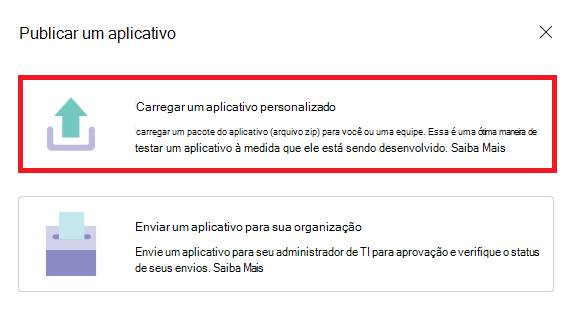 Publicar um aplicativo
Carregar um aplicativo personalizado
carregar um pacote do aplicativo (arquivo zip) para você ou uma equipe. Essa é uma ótima maneira de
testar um aplicativo à medida que ele está sendo desenvolvido. Saiba Mais
Enviar um aplicativo para sua organização
Envie um aplicativo para seu administrador de TI para aprovação e verifique o status
de seus envios. Saiba Mais